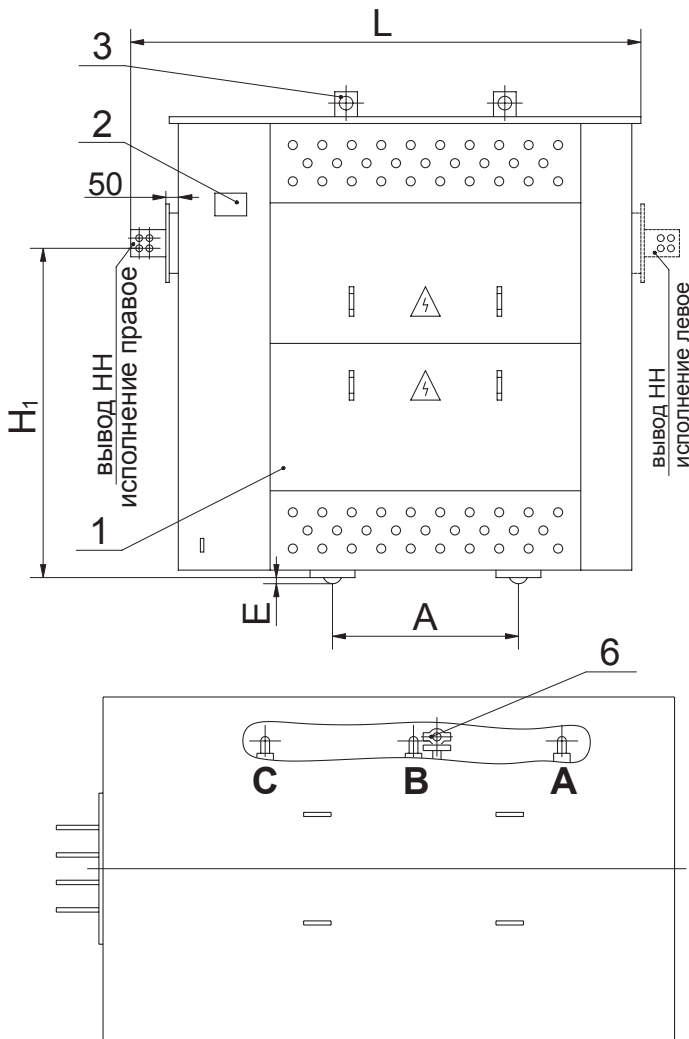 L
3
2
50
H₁
вывод НН
исполнение правое
вывод НН
исполнение левое
1
E
A
6
C
B
A